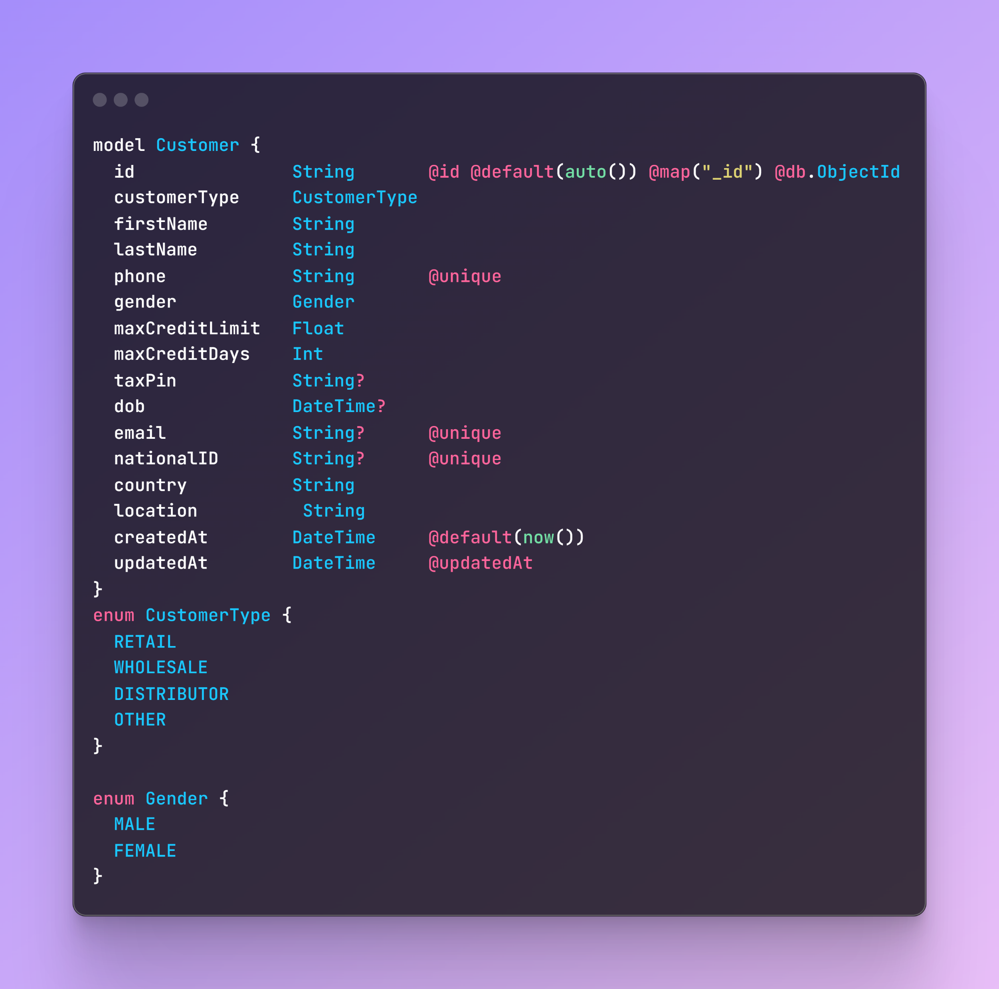 model Customer {
  id               String       @id @default(auto()) @map("_id") @db.ObjectId
  customerType     CustomerType
  firstName        String
  lastName         String
  phone            String       @unique
  gender           Gender
  maxCreditLimit   Float
  maxCreditDays    Int
  taxPin           String?
  dob              DateTime?
  email            String?      @unique
  nationalID       String?      @unique
  country          String
  location          String
  createdAt        DateTime     @default(now())
  updatedAt        DateTime     @updatedAt
}
enum CustomerType {
  RETAIL
  WHOLESALE
  DISTRIBUTOR
  OTHER
}

enum Gender {
  MALE
  FEMALE
}